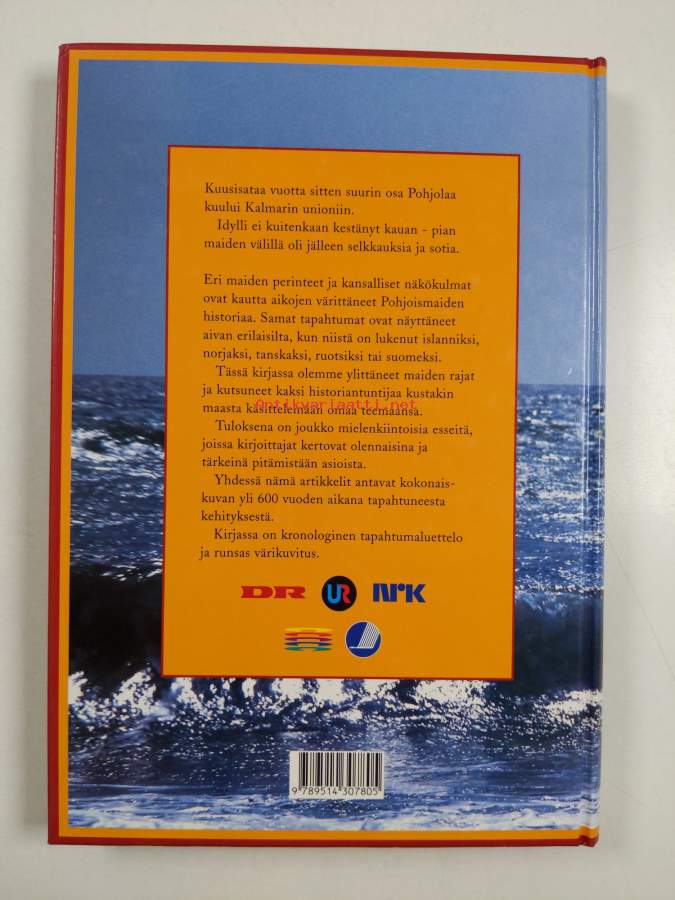 Kuusisataa vuotta sitten suurin osa Pohjolaa
kuului Kalmarin unioniin.
Idylli ei kuitenkaan kestänyt kauan - pian
maiden välillä oli jälleen selkkauksia ja sotia.
Eri maiden perinteet ja kansalliset näkökulmat
ovat kautta aikojen värittäneet Pohjoismaiden
historiaa. Samat tapahtumat ovat näyttäneet
aivan erilaisilta, kun niistä on lukenut islanniksi,
norjaksi, tanskaksi, ruotsiksi tai suomeksi.
Tässä kirjassa olemme ylittäneet maiden rajat
ja kutsuneet kaksi historiantuntijaa kustakin
antikvariaatti.net
maasta käsittelemään omaa teemaansa.
Tuloksena on joukko mielenkiintoisia esseitä,
joissa kirjoittajat kertovat olennaisina ja
tärkeinä pitämistään asioista.
Yhdessä nämä artikkelit antavat kokonais-
kuvan yli 600 vuoden aikana tapahtuneesta
kehityksestä.
Kirjassa on kronologinen tapahtumaluettelo
ja runsas värikuvitus.
DR UR NRK
9 789514 307805